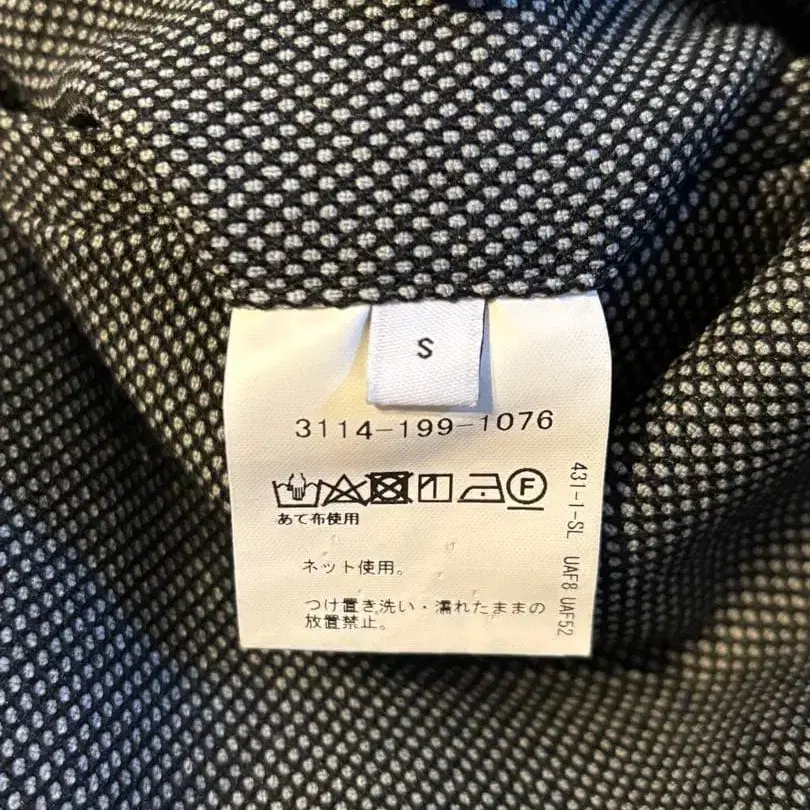 S
3114-199-1076
F
あて布使用
ネット使用。
つけ置き洗い・濡れたままの
放置禁止。
431-1-SL UAF8 UAF52